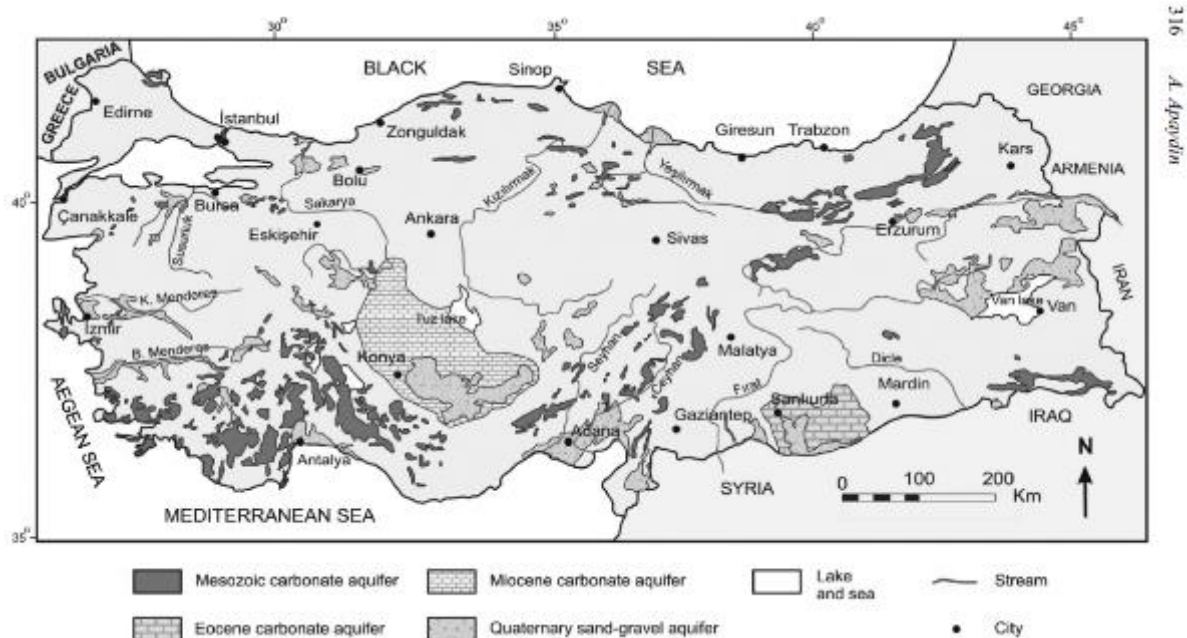 316 A. Apaydin
30° 35° 40° 45°
BULGARIA
GREECE
BLACK SEA
Sinop
GEORGIA
Edirne
İstanbul
Zonguldak
Giresun Trabzon
Kars
ARMENIA
Bolu
Kızılırmak
Yeşilırmak
40°
Çanakkale
Bursa
Sakarya
Ankara
Erzurum
Susurluk
Eskişehir
Sivas
IRAN
K. Menderes
Van lake
Van
İzmir
Tuz lake
B. Menderes
Konya
Seyhan
Ceyhan
Malatya
Dicle
Mardin
Fırat
AEGEAN SEA
Gaziantep
Sanlıurfa
IRAQ
Adana
Antalya
N
SYRIA
0 100 200
Km
MEDITERRANEAN SEA
35°
Mesozoic carbonate aquifer
Miocene carbonate aquifer
Lake
and sea
Stream
Eocene carbonate aquifer
Quaternary sand-gravel aquifer
City